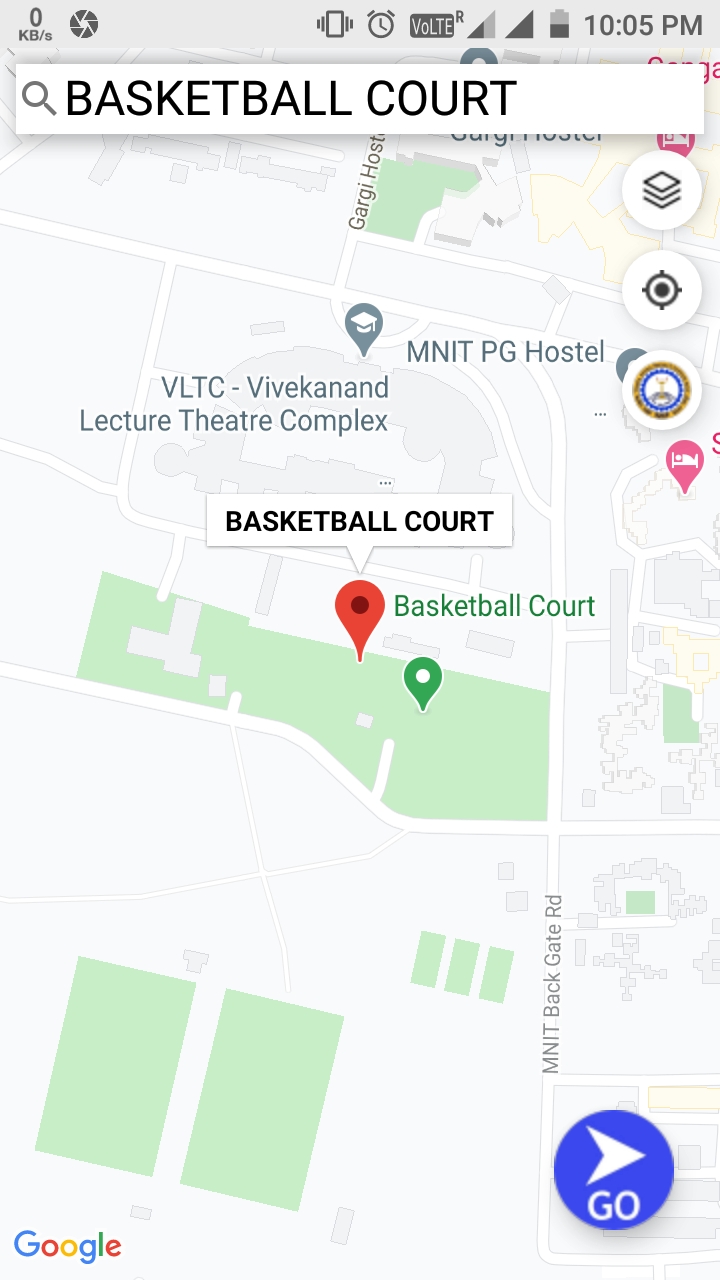 0
KB/s
VoLTE R
10:05 PM
BASKETBALL COURT
Gargi Hostel
Gargi Host
MNIT PG Hostel
VLTC - Vivekanand
Lecture Theatre Complex
...
...
S
BASKETBALL COURT
Basketball Court
MNIT Back Gate Rd
GO
Google